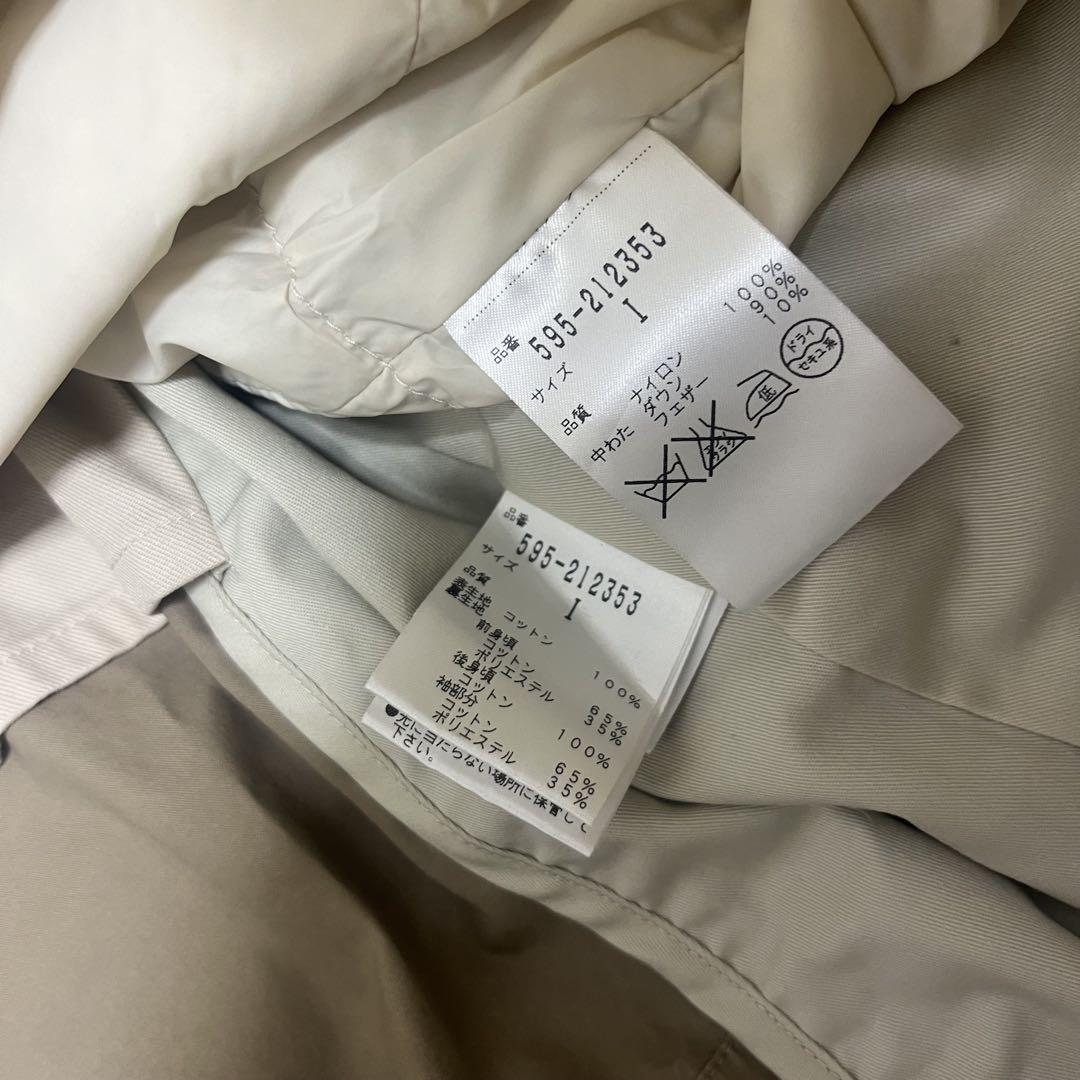 品番 595-212353
サイズ I
品質 ナイロン 100%
中わた ダウン 90%
フェザー 10%
低
ドライ
セキユ系
品番 595-212353
サイズ I
品質
表生地 コットン 100%
裏生地
前身頃
コットン 65%
ポリエステル 35%
後身頃
コットン 100%
袖部分
コットン 65%
ポリエステル 35%
●元に当たらない場所に保管して
下さい。